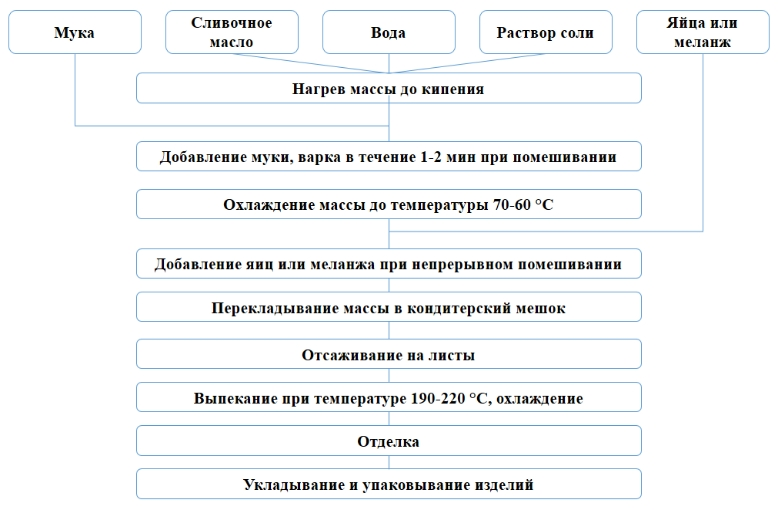 Мука
Сливочное
масло
Вода
Раствор соли
Яйца или
меланж
Нагрев массы до кипения
Добавление муки, варка в течение 1-2 мин при помешивании
Охлаждение массы до температуры 70-60 °С
Добавление яиц или меланжа при непрерывном помешивании
Перекладывание массы в кондитерский мешок
Отсаживание на листы
Выпекание при температуре 190-220 °С, охлаждение
Отделка
Укладывание и упаковывание изделий